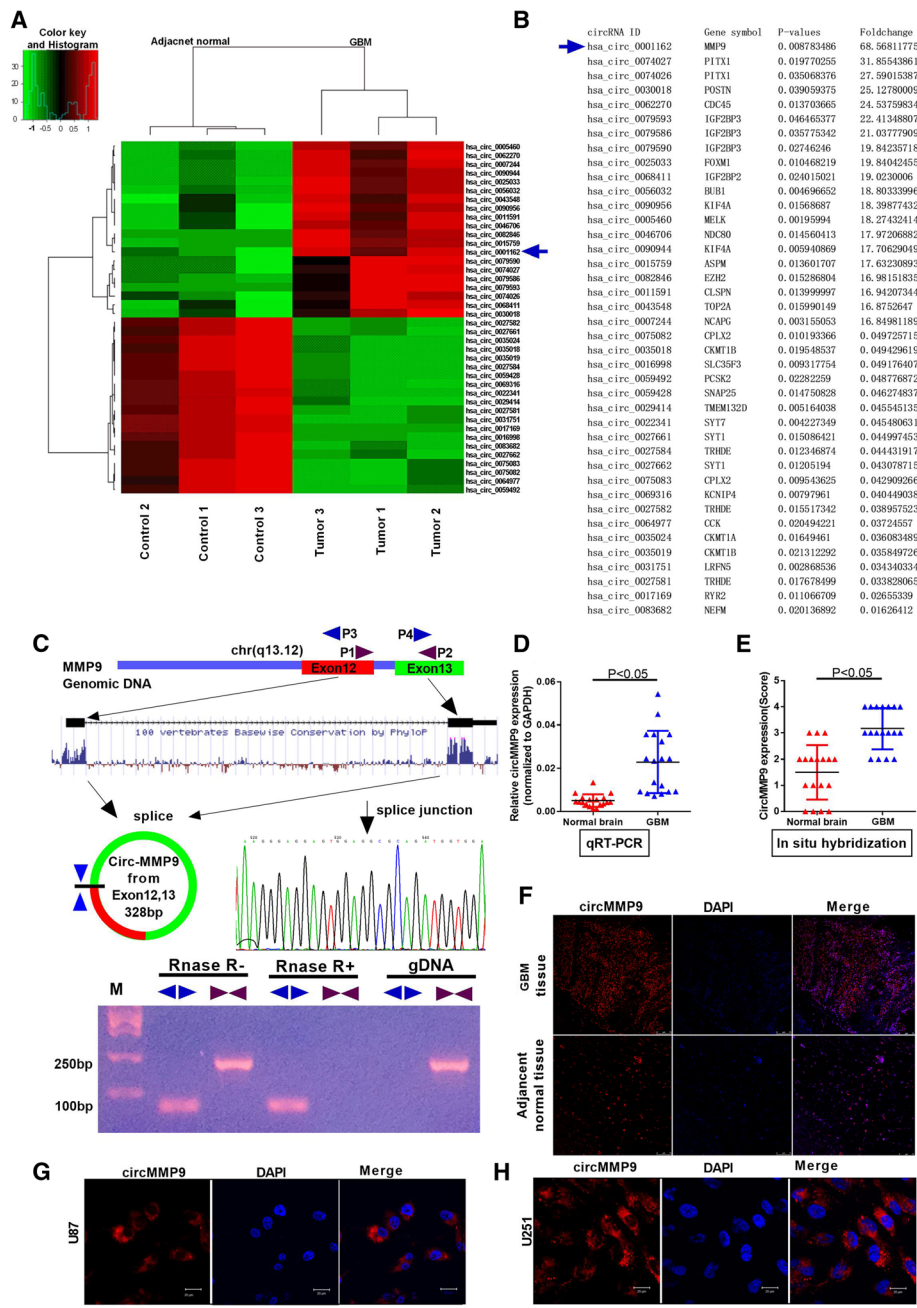 A
Color key
and Histogram
0 10 20 30 40
-1 -0.5 0 0.5 1
Adjacnet normal
GBM
hsa_circ_0005460
hsa_circ_0062270
hsa_circ_0007244
hsa_circ_0090944
hsa_circ_0025033
hsa_circ_0056032
hsa_circ_0043548
hsa_circ_0090956
hsa_circ_0011591
hsa_circ_0046706
hsa_circ_0082846
hsa_circ_0015759
hsa_circ_0001162
hsa_circ_0079590
hsa_circ_0074027
hsa_circ_0079586
hsa_circ_0079593
hsa_circ_0074026
hsa_circ_0068411
hsa_circ_0030018
hsa_circ_0027582
hsa_circ_0027661
hsa_circ_0035024
hsa_circ_0035018
hsa_circ_0035019
hsa_circ_0027584
hsa_circ_0059428
hsa_circ_0069316
hsa_circ_0022341
hsa_circ_0029414
hsa_circ_0027581
hsa_circ_0031751
hsa_circ_0017169
hsa_circ_0016998
hsa_circ_0083682
hsa_circ_0027662
hsa_circ_0075083
hsa_circ_0075082
hsa_circ_0064977
hsa_circ_0059492
Control 2
Control 1
Control 3
Tumor 3
Tumor 1
Tumor 2
B
circRNA ID Gene symbol P-values Foldchange
hsa_circ_0001162 MMP9 0.008783486 68.56811775
hsa_circ_0074027 PITX1 0.019770255 31.85543861
hsa_circ_0074026 PITX1 0.035068376 27.59015387
hsa_circ_0030018 POSTN 0.039059375 25.12780009
hsa_circ_0062270 CDC45 0.013703665 24.53759834
hsa_circ_0079593 IGF2BP3 0.046465377 22.41348807
hsa_circ_0079586 IGF2BP3 0.035775342 21.03777909
hsa_circ_0079590 IGF2BP3 0.02746246 19.84235718
hsa_circ_0025033 FOXM1 0.010468219 19.84042455
hsa_circ_0068411 IGF2BP2 0.024015021 19.0230006
hsa_circ_0056032 BUB1 0.004696652 18.80333996
hsa_circ_0090956 KIF4A 0.01568687 18.39877432
hsa_circ_0005460 MELK 0.00195994 18.27432414
hsa_circ_0046706 NDC80 0.014560413 17.97206882
hsa_circ_0090944 KIF4A 0.005940869 17.70629049
hsa_circ_0015759 ASPM 0.013601707 17.63230893
hsa_circ_0082846 EZH2 0.015286804 16.98151835
hsa_circ_0011591 CLSPN 0.013999997 16.94207344
hsa_circ_0043548 TOP2A 0.015990149 16.8752647
hsa_circ_0007244 NCAPG 0.003155053 16.84981189
hsa_circ_0075082 CPLX2 0.010193366 0.049725715
hsa_circ_0035018 CKMT1B 0.019548537 0.049429619
hsa_circ_0016998 SLC35F3 0.009317754 0.049176407
hsa_circ_0059492 PCSK2 0.02282259 0.048776872
hsa_circ_0059428 SNAP25 0.014750828 0.046274837
hsa_circ_0029414 TMEM132D 0.005164038 0.045545135
hsa_circ_0022341 SYT7 0.004227349 0.045480631
hsa_circ_0027661 SYT1 0.015086421 0.044997453
hsa_circ_0027584 TRHDE 0.012346874 0.044431917
hsa_circ_0027662 SYT1 0.01205194 0.043078715
hsa_circ_0075083 CPLX2 0.009543625 0.042909266
hsa_circ_0069316 KCNIP4 0.00797961 0.040449038
hsa_circ_0027582 TRHDE 0.015517342 0.038957523
hsa_circ_0064977 CCK 0.020494221 0.03724557
hsa_circ_0035024 CKMT1A 0.01649461 0.036083489
hsa_circ_0035019 CKMT1B 0.021312292 0.035849726
hsa_circ_0031751 LRFN5 0.002868536 0.034340334
hsa_circ_0027581 TRHDE 0.017678499 0.033828065
hsa_circ_0017169 RYR2 0.011066709 0.02655339
hsa_circ_0083682 NEFM 0.020136892 0.01626412
C
P3 P4
chr(q13.12) P1 P2
MMP9 Exon12 Exon13
Genomic DNA
100 vertebrates Basewise Conservation by PhyloP
splice
splice junction
Circ-MMP9
from
Exon12,13
328bp
Rnase R- Rnase R+ gDNA
M
250bp
100bp
D
P<0.05
Relative circMMP9 expression
(normalized to GAPDH)
0.06
0.04
0.02
0.00
Normal brain GBM
qRT-PCR
E
P<0.05
CircMMP9 expression(Score)
5
4
3
2
1
0
Normal brain GBM
In situ hybridization
F
circMMP9 DAPI Merge
GBM
tissue
Adjancent
normal tissue
G
circMMP9 DAPI Merge
U87
H
circMMP9 DAPI Merge
U251